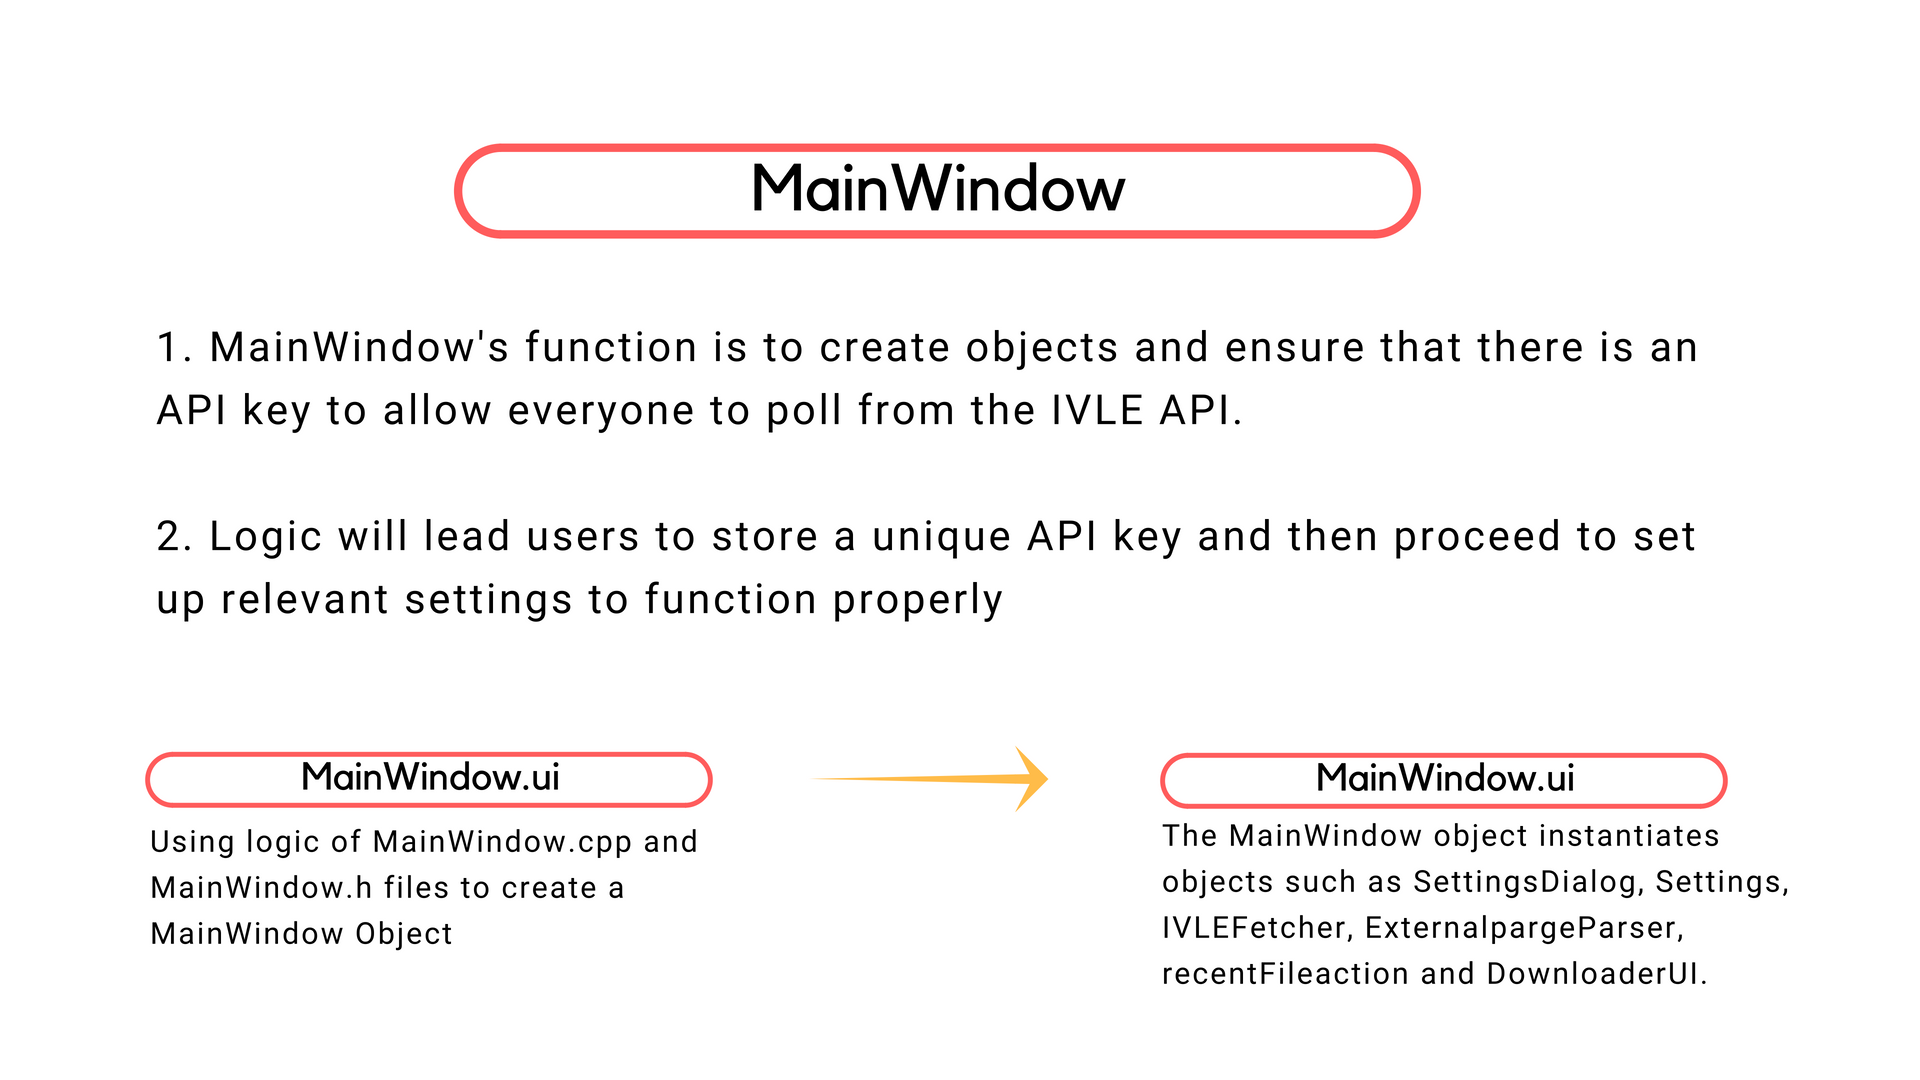 MainWindow
1. MainWindow's function is to create objects and ensure that there is an
API key to allow everyone to poll from the IVLE API.
2. Logic will lead users to store a unique API key and then proceed to set
up relevant settings to function properly
MainWindow.ui
Using logic of MainWindow.cpp and
MainWindow.h files to create a
MainWindow Object
MainWindow.ui
The MainWindow object instantiates
objects such as SettingsDialog, Settings,
IVLEFetcher, ExternalpargeParser,
recentFileaction and DownloaderUI.